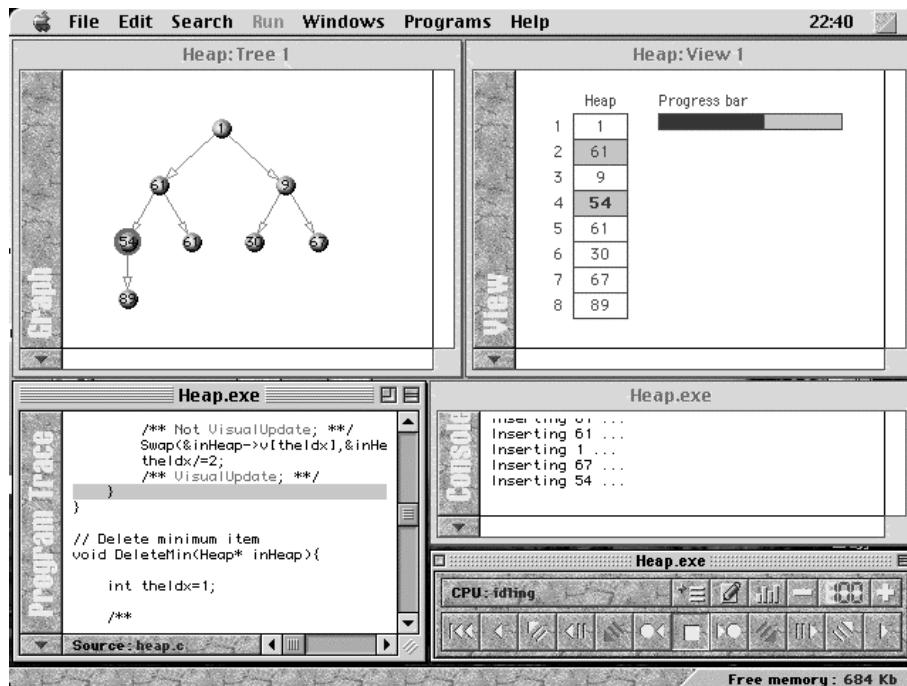 File Edit Search Run Windows Programs Help 22:40
Heap:Tree 1
Graph
1
61 9
54 61 30 67
89
Heap:View 1
View
Heap Progress bar
1 1
2 61
3 9
4 54
5 61
6 30
7 67
8 89
Heap.exe
Program Trace
/** Not VisualUpdate; **/
Swap(&inHeap->v[theIdx],&inHe
theIdx/=2;
/** VisualUpdate; **/
}
}
// Delete minimum item
void DeleteMin(Heap* inHeap){
int theIdx=1;
/**
Source: heap.c
Heap.exe
Console
Inserting 61 ...
Inserting 61 ...
Inserting 1 ...
Inserting 67 ...
Inserting 54 ...
Heap.exe
CPU: idling
100
Free memory: 684 Kb